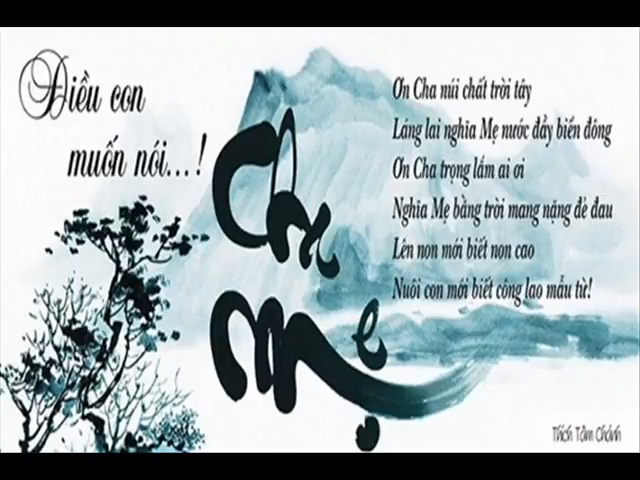 Điều con
muốn nói...!
Cha
Mẹ
Ơn Cha núi chất trời tây
Láng lai nghĩa Mẹ nước đầy biển đông
Ơn Cha trọng lắm ai ơi
Nghĩa Mẹ bằng trời mang nặng đẻ đau
Lên non mới biết non cao
Nuôi con mới biết công lao mẫu từ!
Thích Tâm Chánh